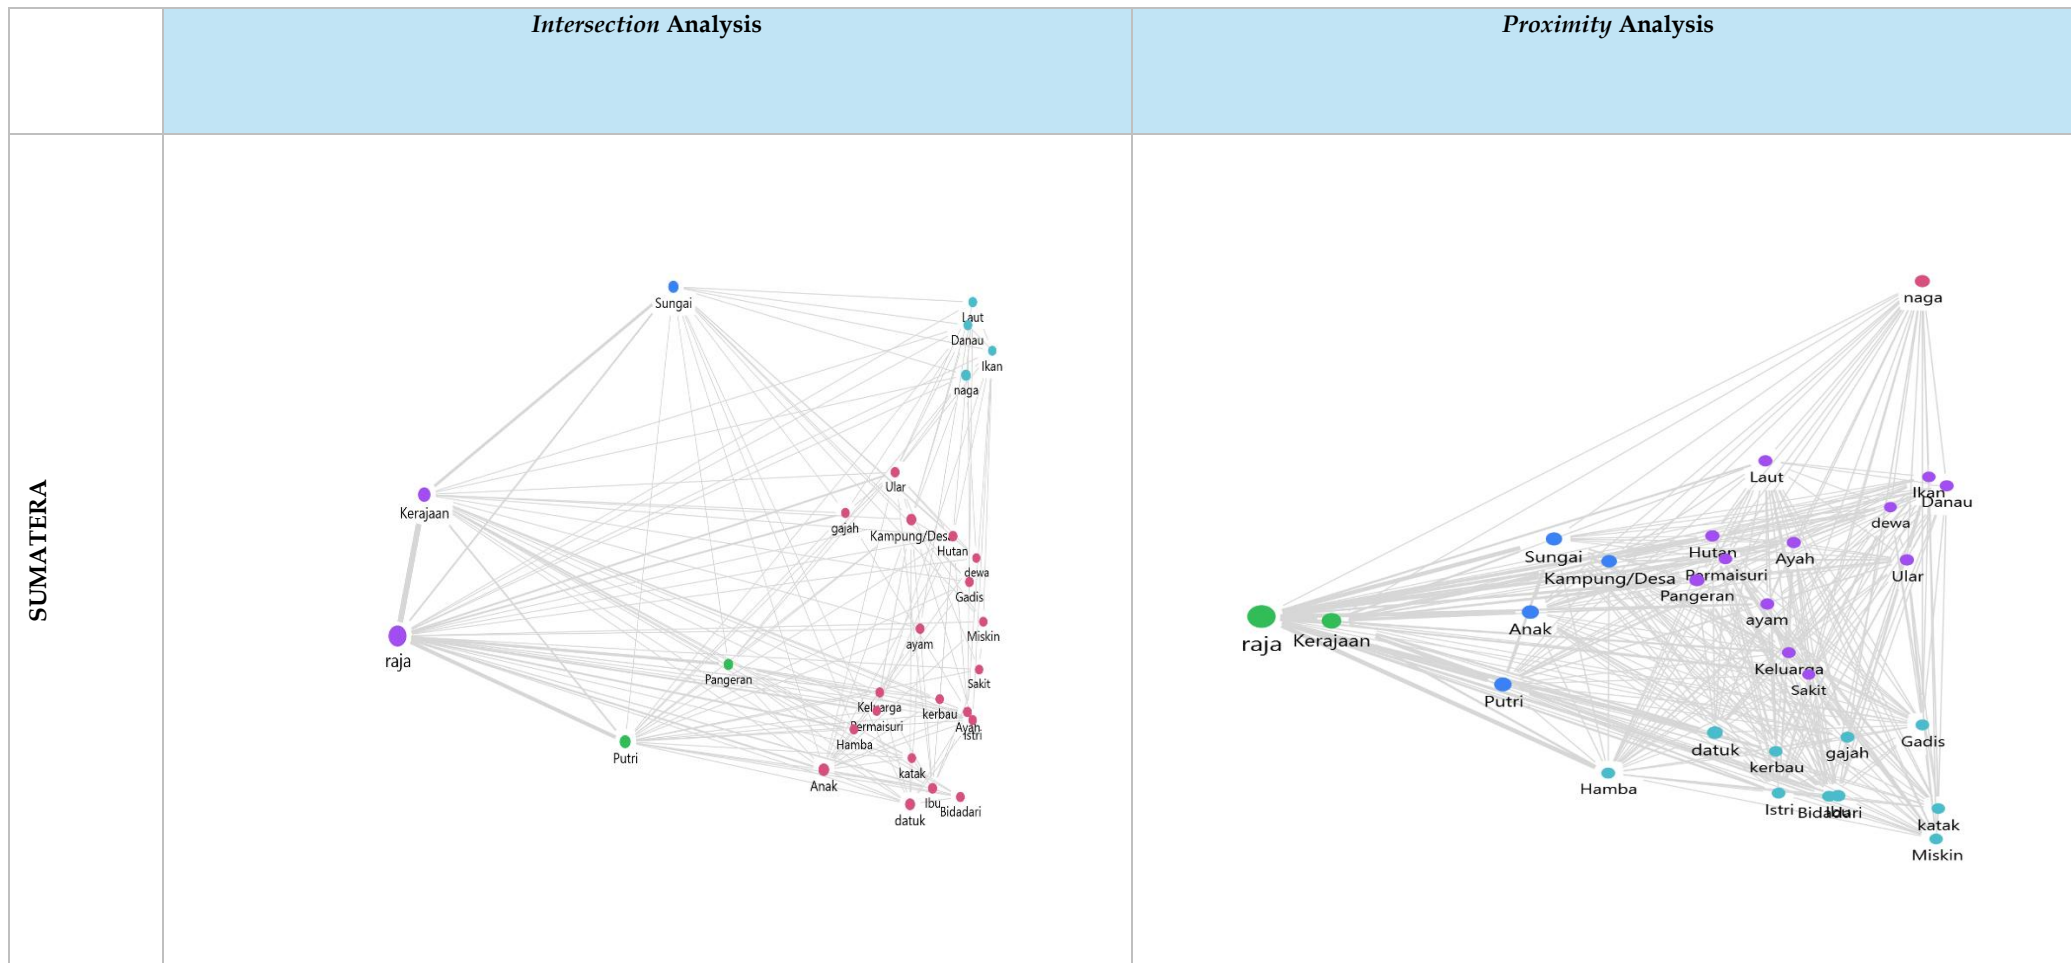 Intersection Analysis
Proximity Analysis
SUMATERA
Sungai
Laut
Danau
Ikan
naga
Kerajaan
Ular
gajah
Kampung/Desa
Hutan
dewa
Gadis
Miskin
ayam
raja
Pangeran
Sakit
Keluarga
kerbau
Permaisuri
Ayah
Istri
Hamba
Putri
katak
Anak
Ibu
Bidadari
datuk
naga
Laut
Ikan
Danau
dewa
Sungai
Hutan
Ayah
Kampung/Desa
Permaisuri
Ular
Pangeran
ayam
Anak
raja
Kerajaan
Keluarga
Sakit
Putri
datuk
Gadis
gajah
kerbau
Hamba
Istri
Bidadari
Ibu
katak
Miskin